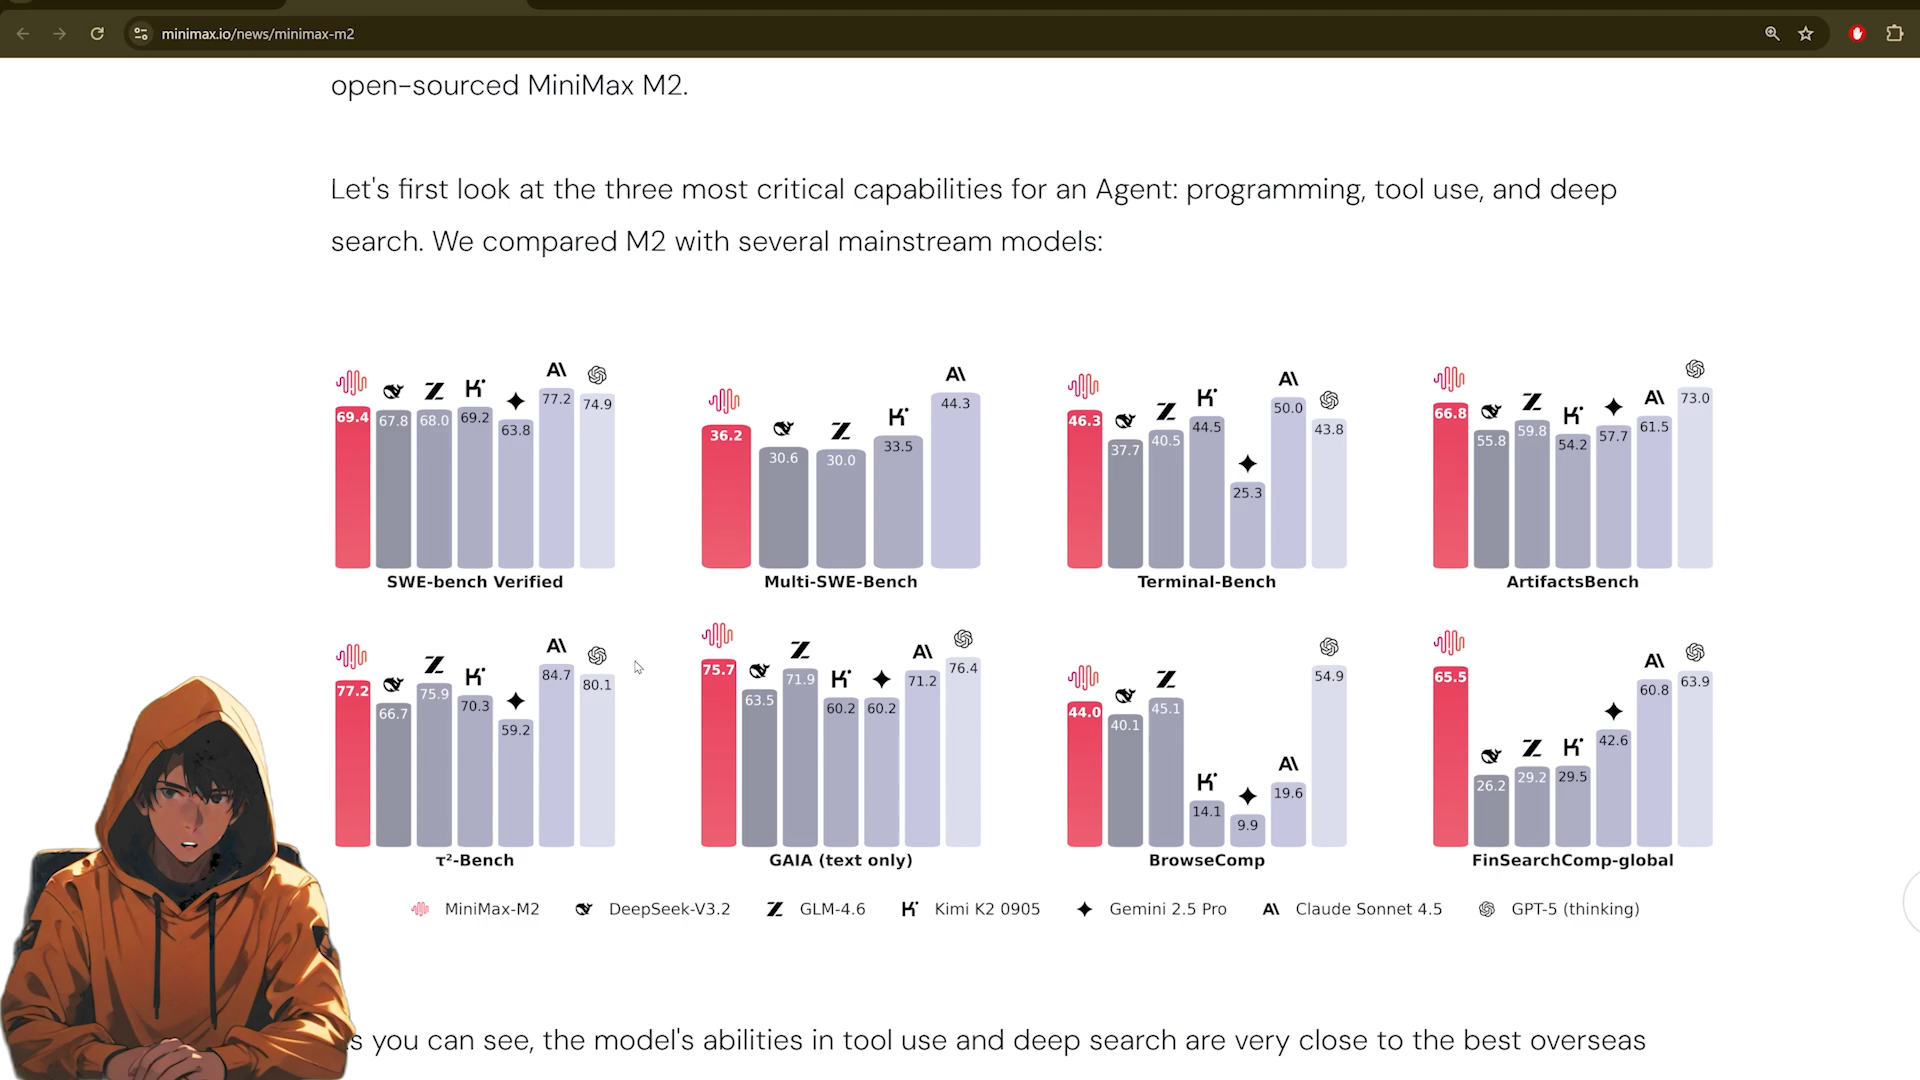 minimax.io/news/minimax-m2
open-sourced MiniMax M2.
Let's first look at the three most critical capabilities for an Agent: programming, tool use, and deep
search. We compared M2 with several mainstream models:
69.4 67.8 68.0 69.2 63.8 77.2 74.9
SWE-bench Verified
36.2 30.6 30.0 33.5 44.3
Multi-SWE-Bench
46.3 37.7 40.5 44.5 25.3 50.0 43.8
Terminal-Bench
66.8 55.8 59.8 54.2 57.7 61.5 73.0
ArtifactsBench
77.2 66.7 75.9 70.3 59.2 84.7 80.1
τ²-Bench
75.7 63.5 71.9 60.2 60.2 71.2 76.4
GAIA (text only)
44.0 40.1 45.1 14.1 9.9 19.6 54.9
BrowseComp
65.5 26.2 29.2 29.5 42.6 60.8 63.9
FinSearchComp-global
MiniMax-M2 DeepSeek-V3.2 GLM-4.6 Kimi K2 0905 Gemini 2.5 Pro Claude Sonnet 4.5 GPT-5 (thinking)
s you can see, the model's abilities in tool use and deep search are very close to the best overseas